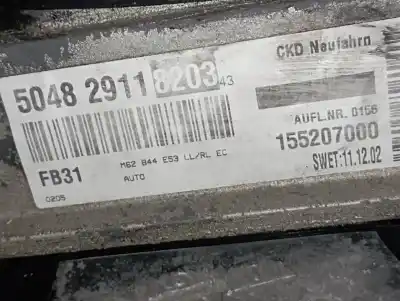 CKD Neufahrn
5048 2911 8203 43
AUFL.NR. 0156
155207000
FB31
M62 B44 E53 LL/RL EC
SWET:11.12.02
AUTO
0205